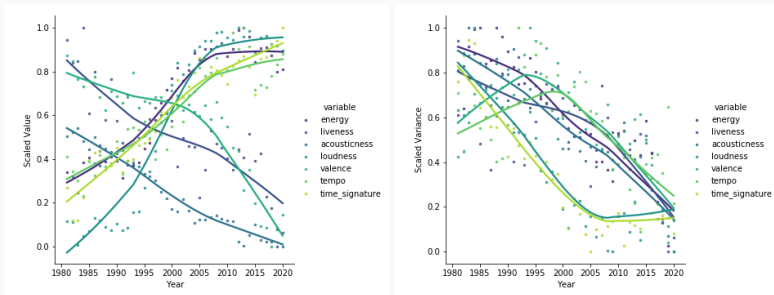 1.0
0.8
0.6
0.4
0.2
0.0
Scaled Value
1980 1985 1990 1995 2000 2005 2010 2015 2020
Year
variable
energy
liveness
acousticness
loudness
valence
tempo
time_signature
1.0
0.8
0.6
0.4
0.2
0.0
Scaled Variance
1980 1985 1990 1995 2000 2005 2010 2015 2020
Year
variable
energy
liveness
acousticness
loudness
valence
tempo
time_signature